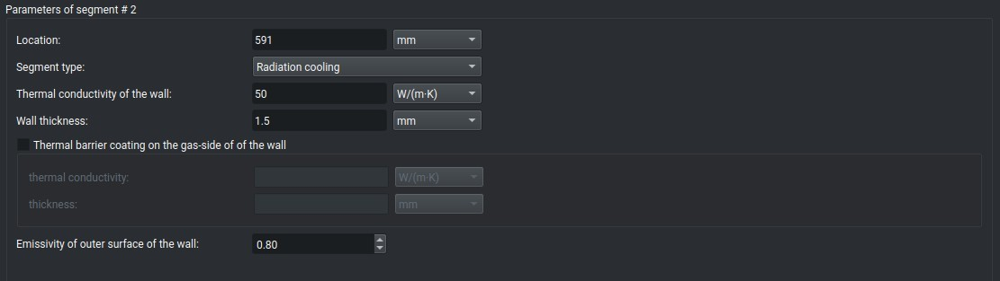 Parameters of segment # 2
Location: 591 mm
Segment type: Radiation cooling
Thermal conductivity of the wall: 50 W/(m·K)
Wall thickness: 1.5 mm
Thermal barrier coating on the gas-side of of the wall
thermal conductivity: W/(m·K)
thickness: mm
Emissivity of outer surface of the wall: 0.80